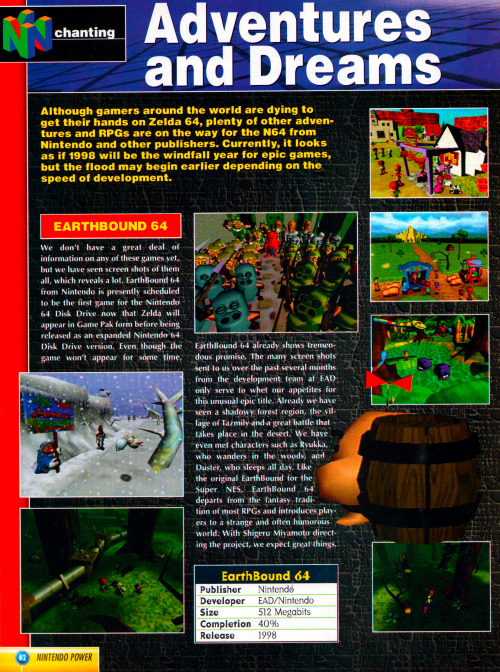 chanting
Adventures
and Dreams
Although gamers around the world are dying to
get their hands on Zelda 64, plenty of other adven-
tures and RPGs are on the way for the N64 from
Nintendo and other publishers. Currently, it looks
as if 1998 will be the windfall year for epic games,
but the flood may begin earlier depending on the
speed of development.
EARTHBOUND 64
We don't have a great deal of
information on any of these games yet,
but we have seen screen shots of them
all, which reveals a lot. EarthBound 64
from Nintendo is presently scheduled
to be the first game for the Nintendo
64 Disk Drive now that Zelda will
appear in Game Pak form before being
released as an expanded Nintendo 64
Disk Drive version. Even though the
game won't appear for some time,
EarthBound 64 already shows tremen-
dous promise. The many screen shots
sent to us over the past several months
from the development team at EAD
only serve to whet our appetites for
this unusual epic title. Already we have
seen a shadowy forest region, the vil-
lage of Tazmily and a great battle that
takes place in the desert. We have
even met characters such as Ryukka,
who wanders in the woods, and
Duster, who sleeps all day. Like
the original EarthBound for the
Super NES, EarthBound 64
departs from the fantasy tradi-
tion of most RPGs and introduces play-
ers to a strange and often humorous
world. With Shigeru Miyamoto direct-
ing the project, we expect great things.
EarthBound 64
Publisher Nintendo
Developer EAD/Nintendo
Size 512 Megabits
Completion 40%
Release 1998
62 NINTENDO POWER